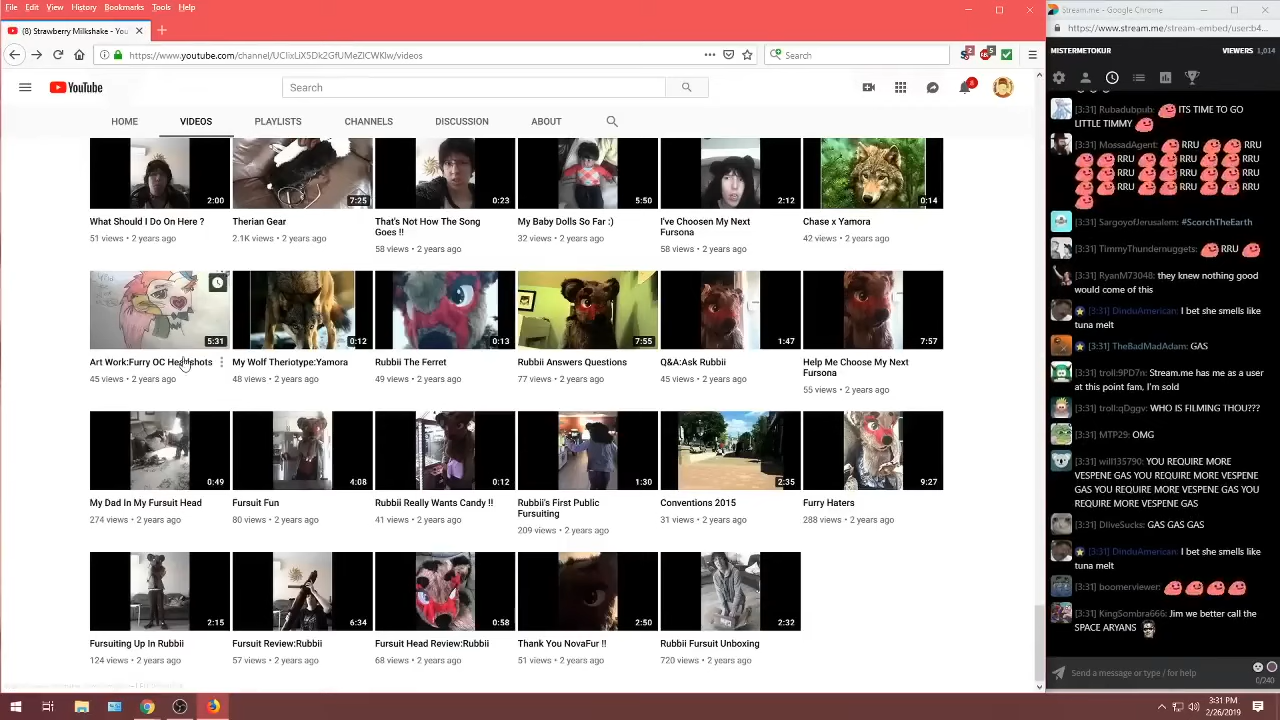 File Edit View History Bookmarks Tools Help
(8) Strawberry Milkshake - You
https://www.youtube.com/channel/UClixLiX5Dk2GfUMeZlCWKlw/videos
Search
YouTube
Search
8
HOME VIDEOS PLAYLISTS CHANNELS DISCUSSION ABOUT
2:00 7:25 0:23 5:50 2:12 0:14
What Should I Do On Here ?
51 views • 2 years ago
Therian Gear
2.1K views • 2 years ago
That's Not How The Song
Goes !!
58 views • 2 years ago
My Baby Dolls So Far :)
32 views • 2 years ago
I've Choosen My Next
Fursona
58 views • 2 years ago
Chase x Yamora
42 views • 2 years ago
5:31 0:12 7:55 1:47 7:57
Art Work:Furry OC Headshots
45 views • 2 years ago
My Wolf Theriotype:Yamora
48 views • 2 years ago
Rubbii The Ferret
49 views • 2 years ago
Rubbii Answers Questions
77 views • 2 years ago
Q&A:Ask Rubbii
45 views • 2 years ago
Help Me Choose My Next
Fursona
55 views • 2 years ago
0:49 4:08 0:12 1:30 2:35 9:27
My Dad In My Fursuit Head
274 views • 2 years ago
Fursuit Fun
80 views • 2 years ago
Rubbii Really Wants Candy !!
41 views • 2 years ago
Rubbii's First Public
Fursuiting
209 views • 2 years ago
Conventions 2015
31 views • 2 years ago
Furry Haters
288 views • 2 years ago
2:15 6:34 0:58 2:50 2:32
Fursuiting Up In Rubbii
124 views • 2 years ago
Fursuit Review:Rubbii
57 views • 2 years ago
Fursuit Head Review:Rubbii
68 views • 2 years ago
Thank You NovaFur !!
51 views • 2 years ago
Rubbii Fursuit Unboxing
720 views • 2 years ago
Stream.me - Google Chrome
https://www.stream.me/stream-embed/user:b4...
MISTERMETOKUR VIEWERS 1,014
[3:31] Rubadubpub: ITS TIME TO GO
LITTLE TIMMY
[3:31] MossadAgent: RRU RRU
RRU RRU RRU
RRU RRU RRU
RRU RRU RRU
[3:31] SargoyofJerusalem: #ScorchTheEarth
[3:31] TimmyThundernuggets: RRU
[3:31] RyanM73048: they knew nothing good
would come of this
[3:31] DinduAmerican: I bet she smells like
tuna melt
[3:31] TheBadMadAdam: GAS
[3:31] troll:9PD7n: Stream.me has me as a user
at this point fam, I'm sold
[3:31] troll:qDggv: WHO IS FILMING THOU???
[3:31] MTP29: OMG
[3:31] will135790: YOU REQUIRE MORE
VESPENE GAS YOU REQUIRE MORE VESPENE
GAS YOU REQUIRE MORE VESPENE GAS YOU
REQUIRE MORE VESPENE GAS
[3:31] DliveSucks: GAS GAS GAS
[3:31] DinduAmerican: I bet she smells like
tuna melt
[3:31] boomerviewer:
[3:31] KingSombra666: Jim we better call the
SPACE ARYANS
Send a message or type / for help
0/240
3:31 PM
2/26/2019